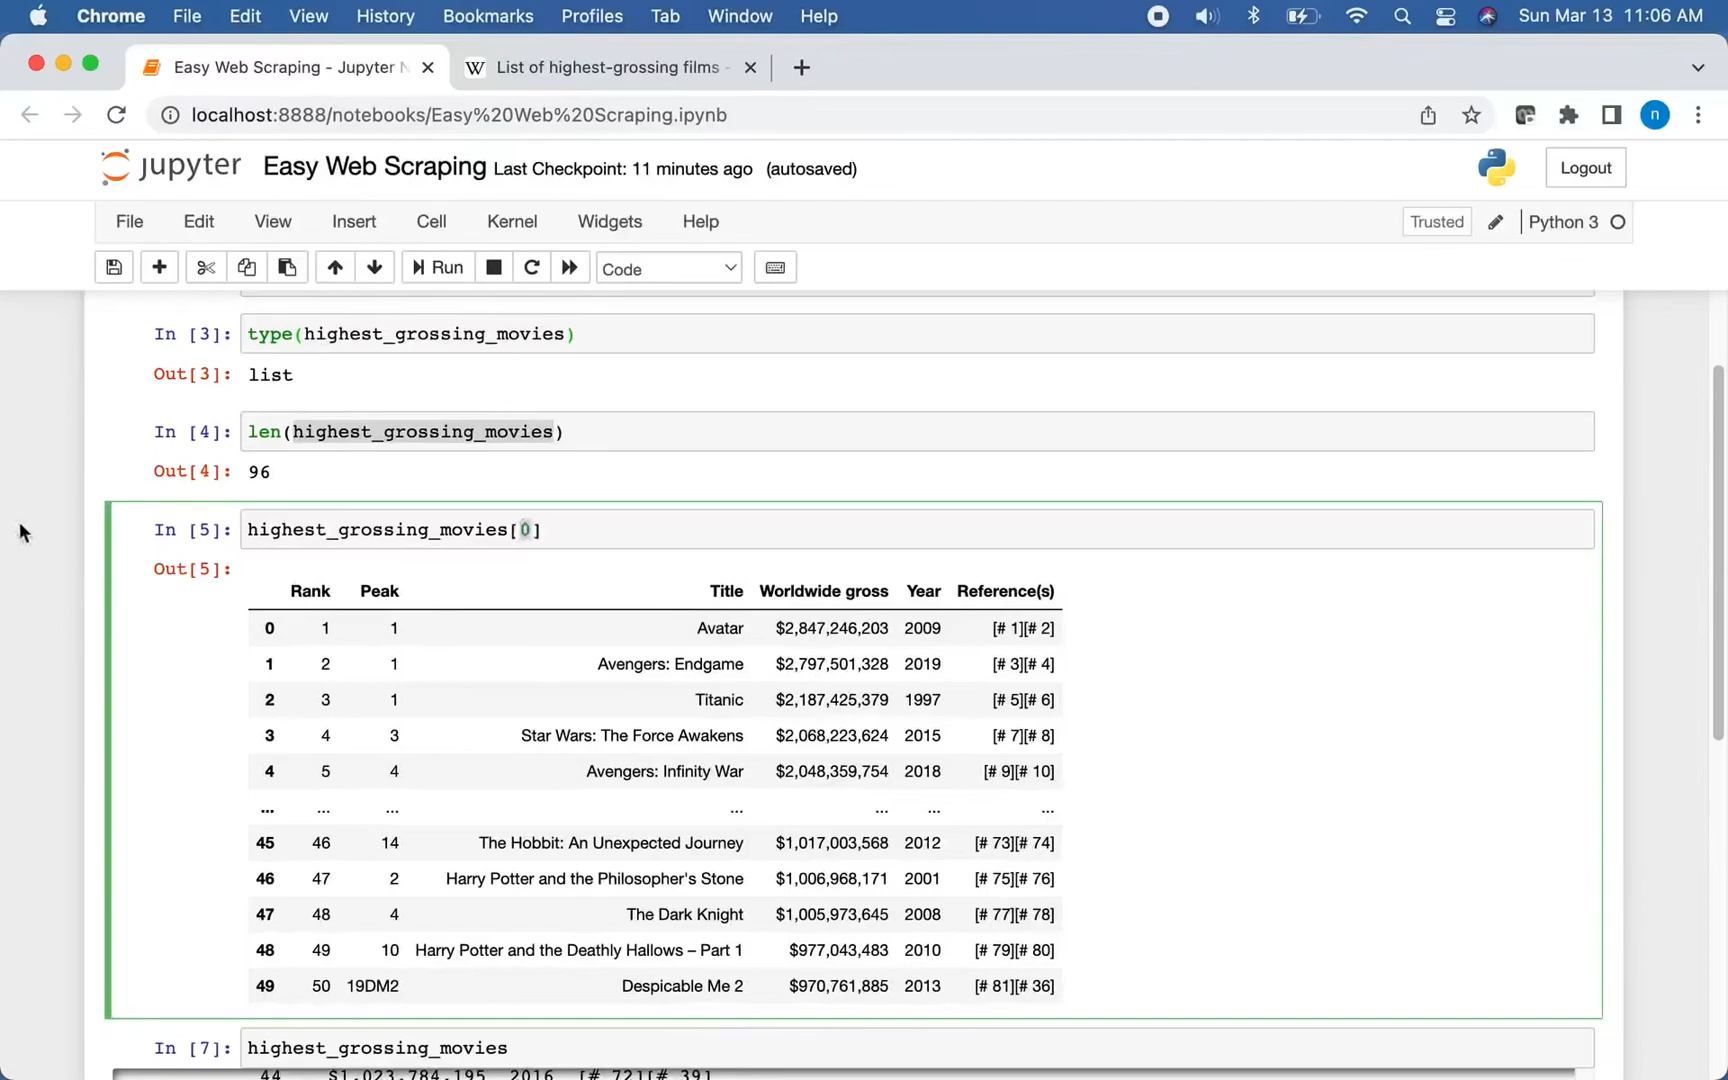 Chrome File Edit View History Bookmarks Profiles Tab Window Help Sun Mar 13 11:06 AM
Easy Web Scraping - Jupyter N List of highest-grossing films -
localhost:8888/notebooks/Easy%20Web%20Scraping.ipynb n
jupyter Easy Web Scraping Last Checkpoint: 11 minutes ago (autosaved) Logout
File Edit View Insert Cell Kernel Widgets Help Trusted Python 3
Run Code
In [3]: type(highest_grossing_movies)
Out[3]: list
In [4]: len(highest_grossing_movies)
Out[4]: 96
In [5]: highest_grossing_movies[0]
Out[5]:
Rank Peak Title Worldwide gross Year Reference(s)
0 1 1 Avatar $2,847,246,203 2009 [# 1][# 2]
1 2 1 Avengers: Endgame $2,797,501,328 2019 [# 3][# 4]
2 3 1 Titanic $2,187,425,379 1997 [# 5][# 6]
3 4 3 Star Wars: The Force Awakens $2,068,223,624 2015 [# 7][# 8]
4 5 4 Avengers: Infinity War $2,048,359,754 2018 [# 9][# 10]
... ... ... ... ... ... ...
45 46 14 The Hobbit: An Unexpected Journey $1,017,003,568 2012 [# 73][# 74]
46 47 2 Harry Potter and the Philosopher's Stone $1,006,968,171 2001 [# 75][# 76]
47 48 4 The Dark Knight $1,005,973,645 2008 [# 77][# 78]
48 49 10 Harry Potter and the Deathly Hallows – Part 1 $977,043,483 2010 [# 79][# 80]
49 50 19DM2 Despicable Me 2 $970,761,885 2013 [# 81][# 36]
In [7]: highest_grossing_movies
44 $1,023,784,195 2016 [# 72][# 39]